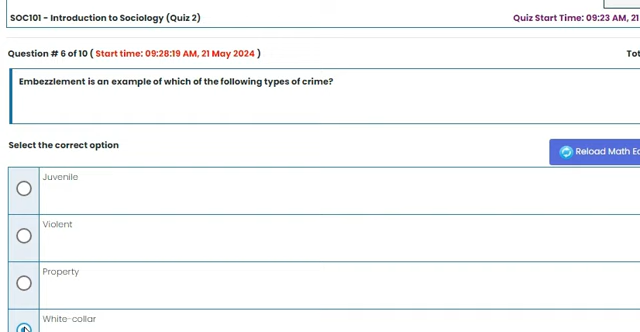 SOC101 - Introduction to Sociology (Quiz 2)
Quiz Start Time: 09:23 AM, 21
Question # 6 of 10 ( Start time: 09:28:19 AM, 21 May 2024 )
Tot
Embezzlement is an example of which of the following types of crime?
Select the correct option
Reload Math Ec
Juvenile
Violent
Property
White-collar